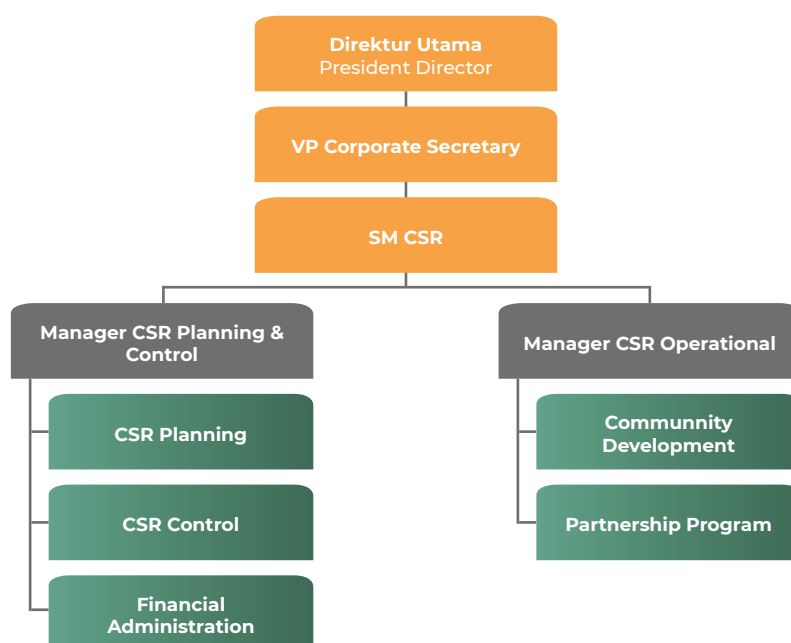 Direktur Utama
President Director
VP Corporate Secretary
SM CSR
Manager CSR Planning &
Control
CSR Planning
CSR Control
Financial
Administration
Manager CSR Operational
Communnity
Development
Partnership Program